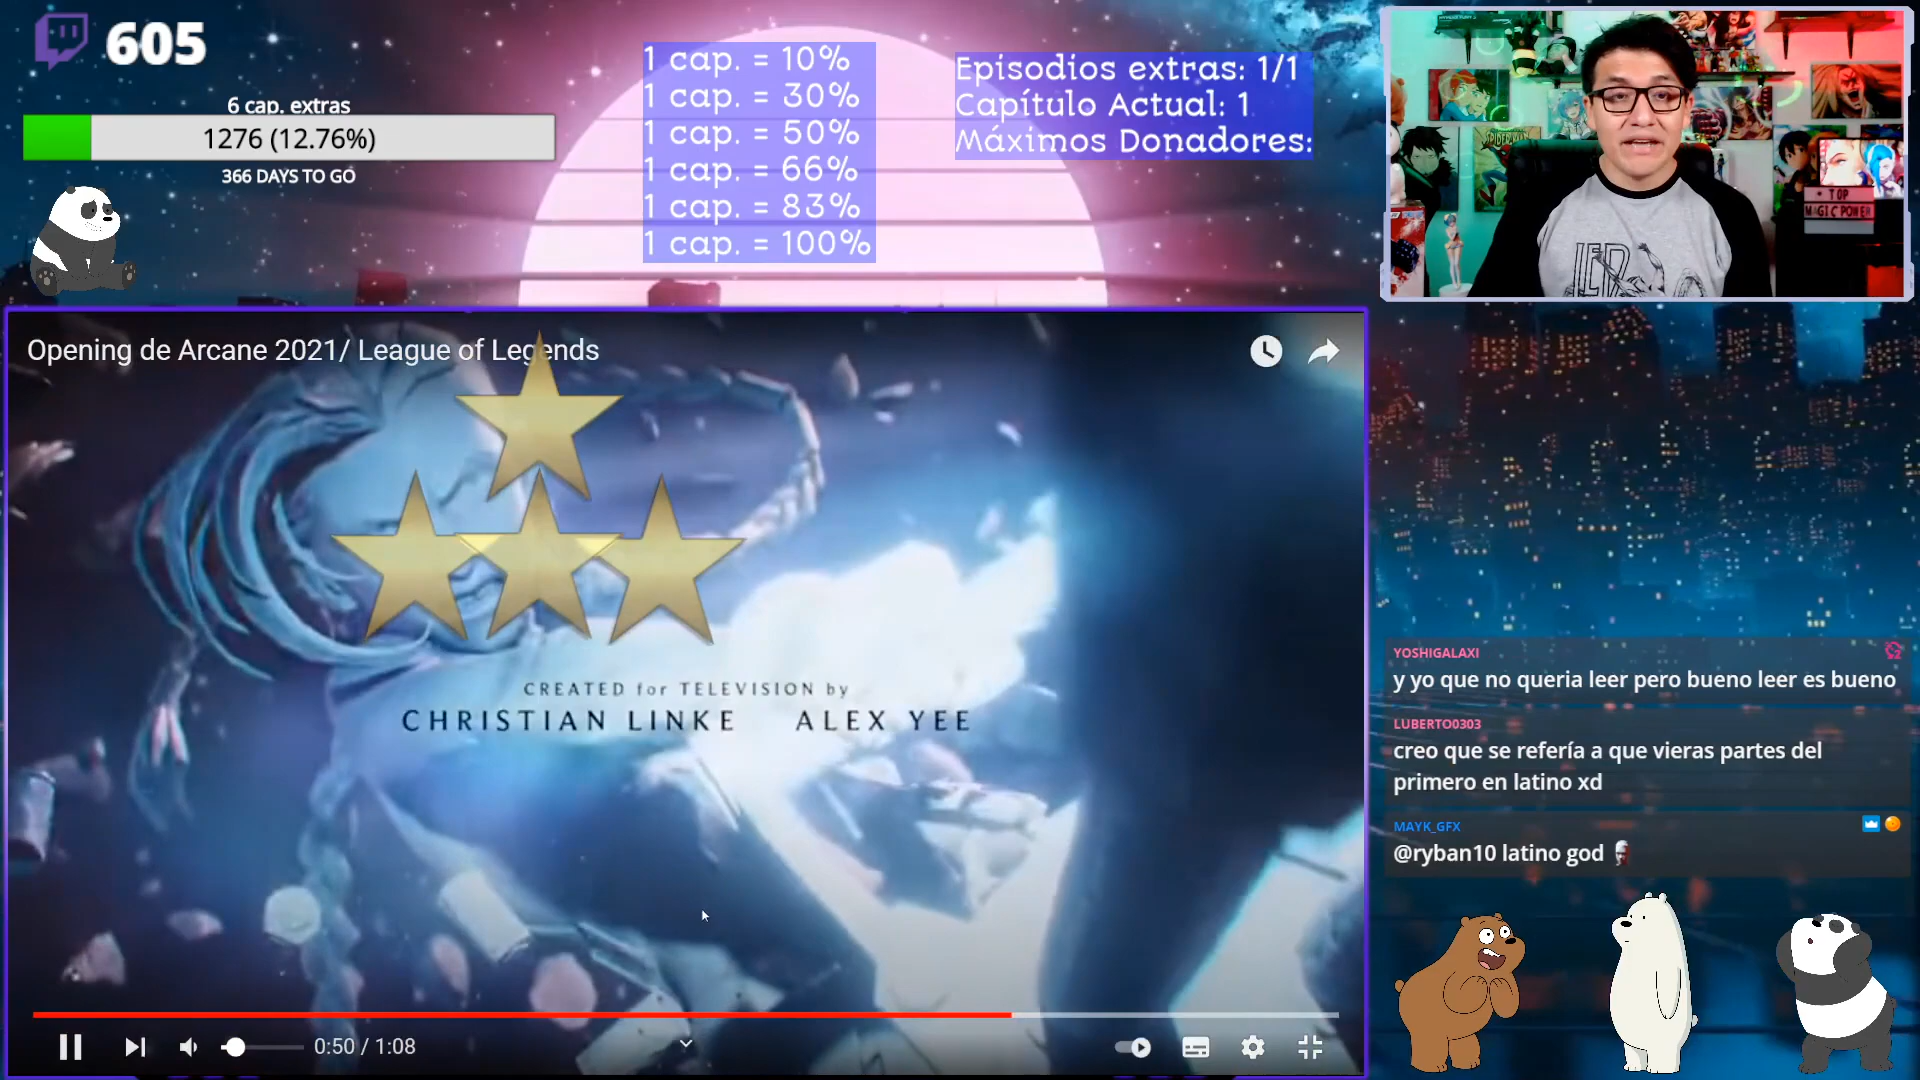 605
6 cap. extras
1276 (12.76%)
366 DAYS TO GO
1 cap. = 10%
1 cap. = 30%
1 cap. = 50%
1 cap. = 66%
1 cap. = 83%
1 cap. = 100%
Episodios extras: 1/1
Capítulo Actual: 1
Máximos Donadores:
TOP
MAGIC POWER
Opening de Arcane 2021/ League of Legends
CREATED for TELEVISION by
CHRISTIAN LINKE ALEX YEE
0:50 / 1:08
YOSHIGALAXI
y yo que no queria leer pero bueno leer es bueno
LUBERTO0303
creo que se refería a que vieras partes del
primero en latino xd
MAYK_GFX
@ryban10 latino god